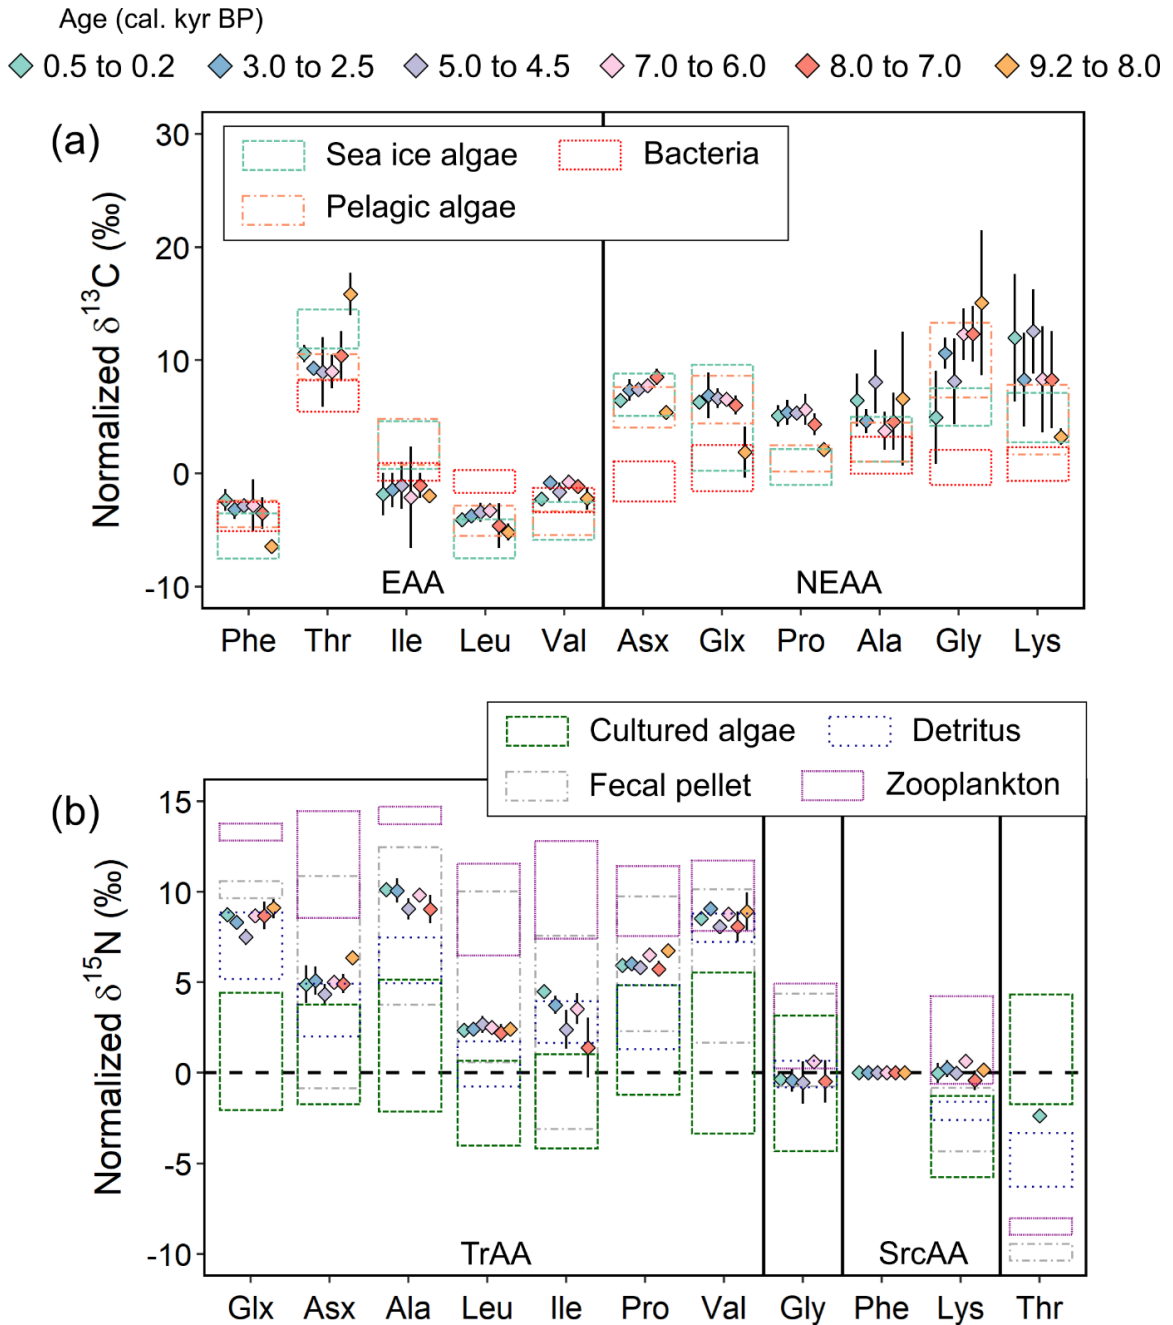 Age (cal. kyr BP)
0.5 to 0.2 3.0 to 2.5 5.0 to 4.5 7.0 to 6.0 8.0 to 7.0 9.2 to 8.0
(a)
Normalized δ¹³C (‰)
30
20
10
0
-10
Sea ice algae Bacteria
Pelagic algae
EAA NEAA
Phe Thr Ile Leu Val Asx Glx Pro Ala Gly Lys
(b)
Normalized δ¹⁵N (‰)
15
10
5
0
-5
-10
Cultured algae Detritus
Fecal pellet Zooplankton
TrAA SrcAA
Glx Asx Ala Leu Ile Pro Val Gly Phe Lys Thr